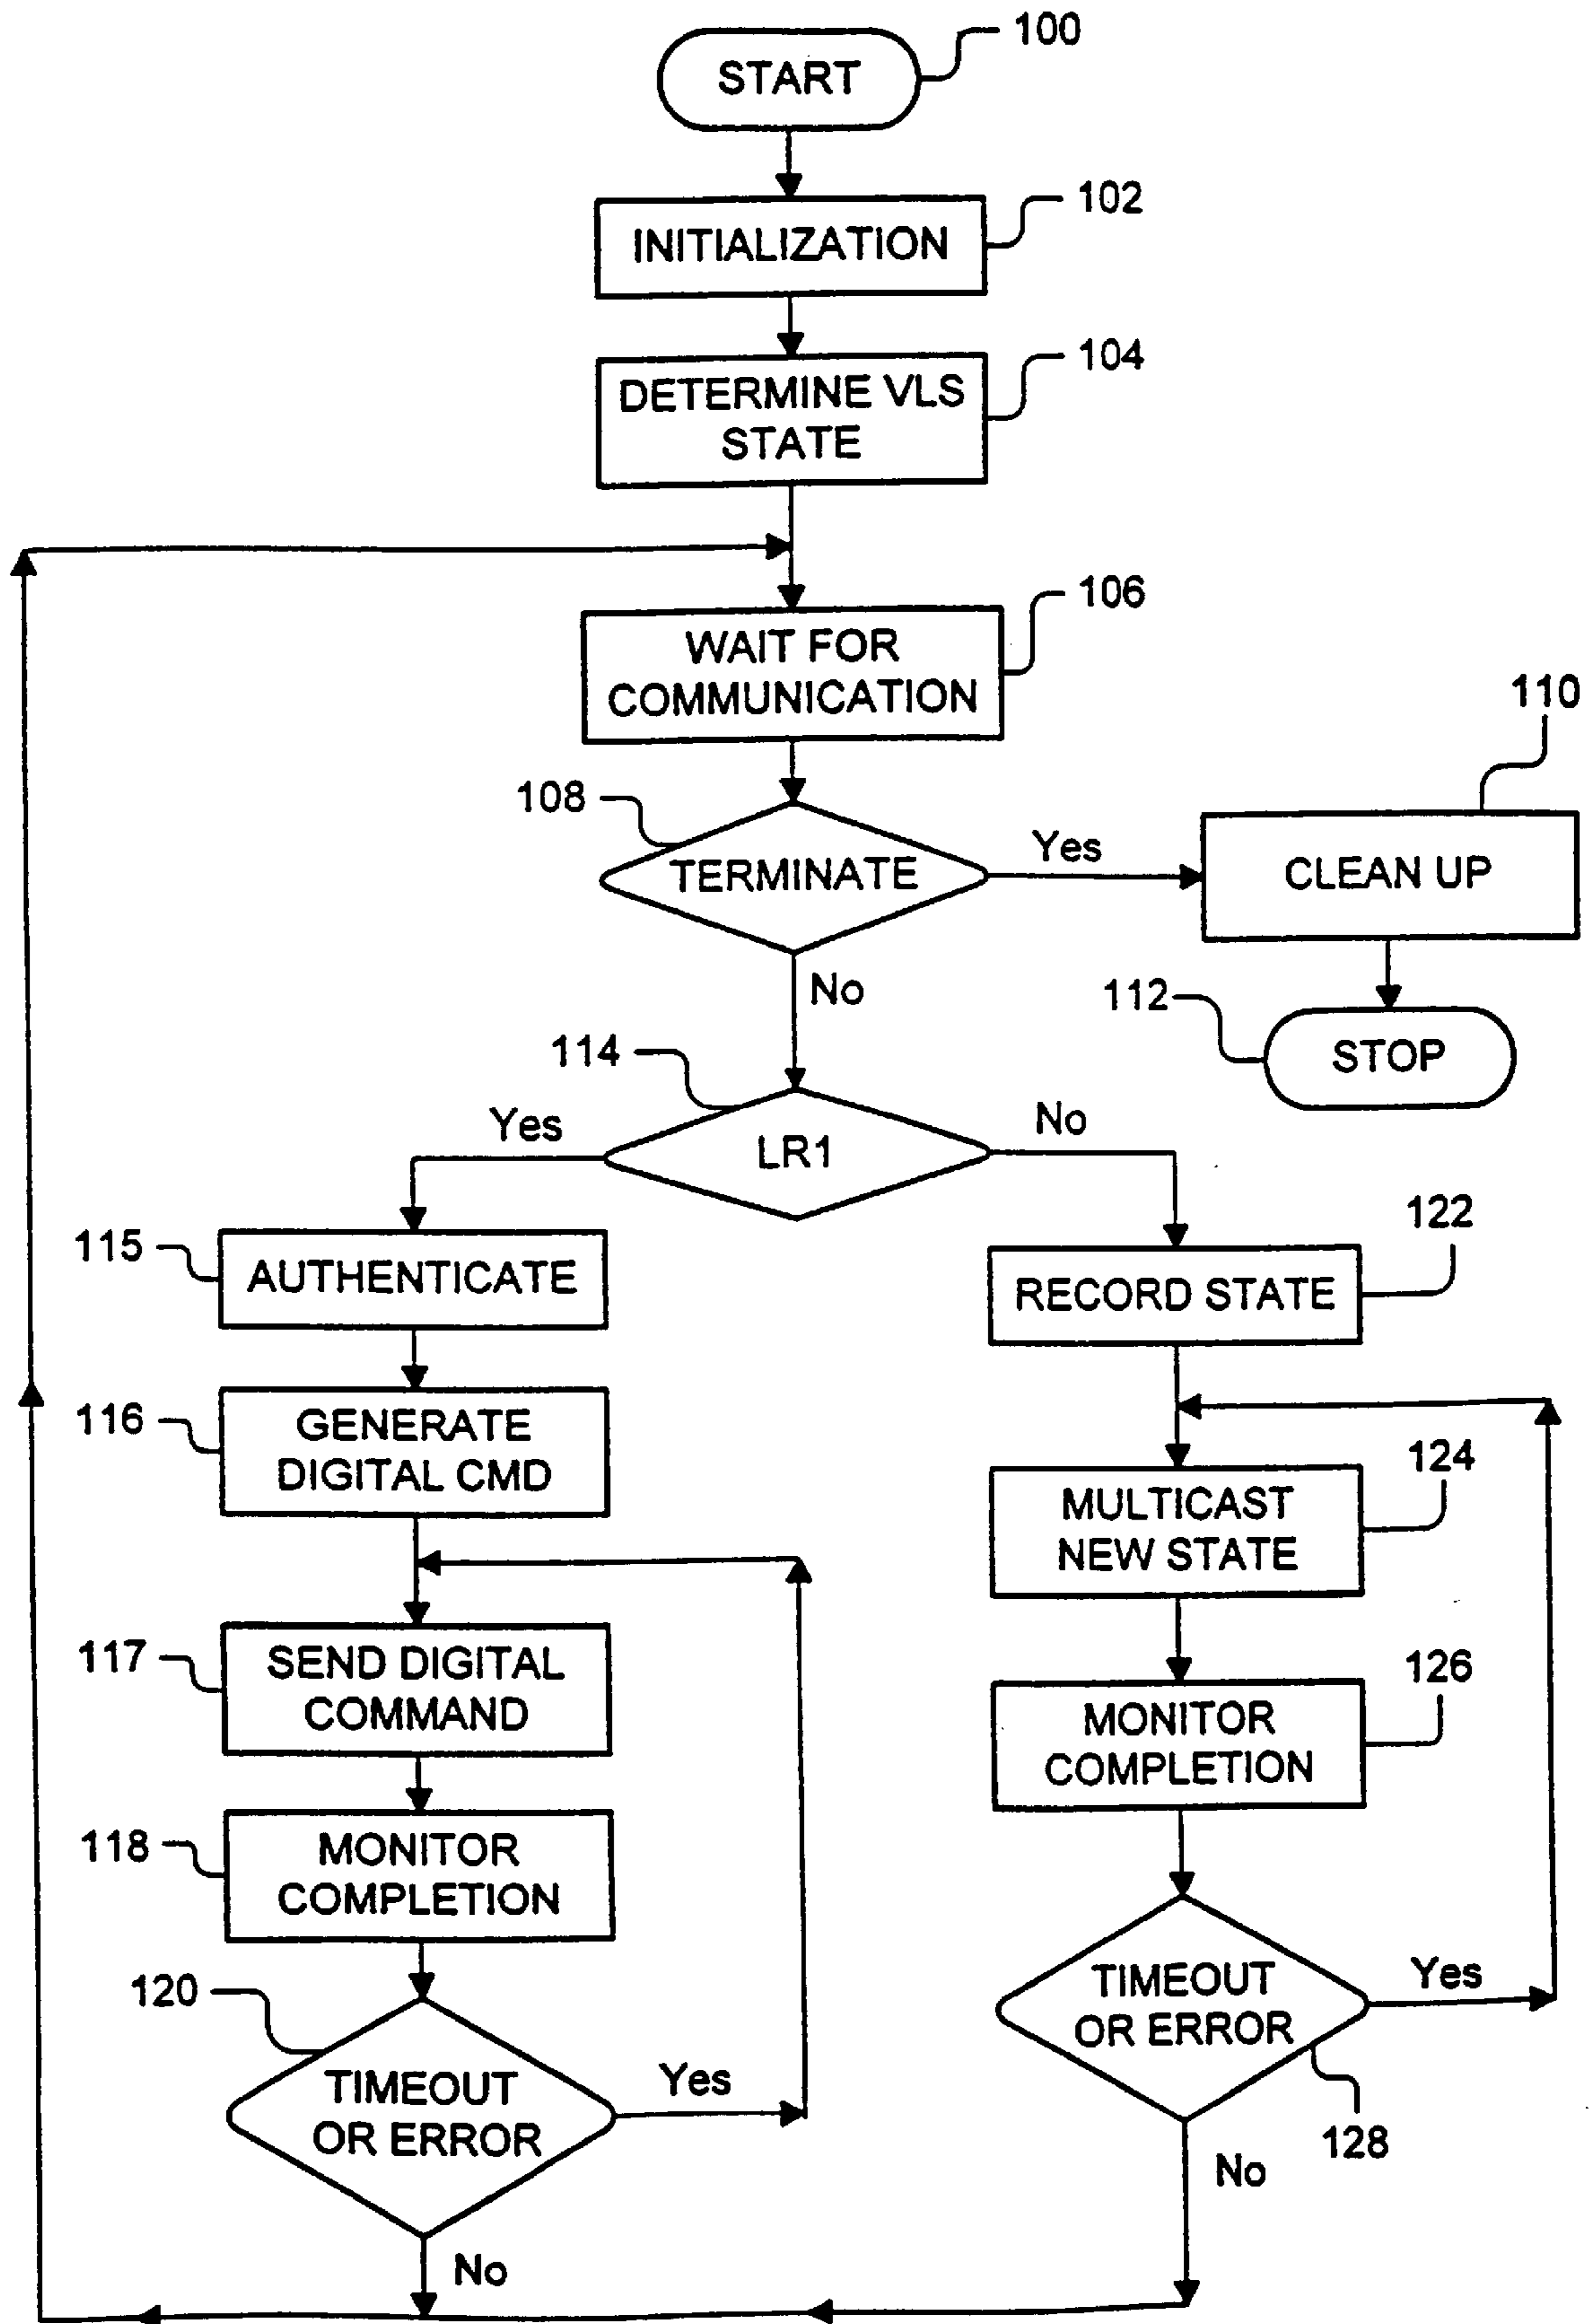 100
START
102
INITIALIZATION
104
DETERMINE VLS
STATE
106
WAIT FOR
COMMUNICATION
110
108
TERMINATE
Yes
CLEAN UP
No
112
STOP
114
Yes
LR1
No
115
AUTHENTICATE
122
RECORD STATE
116
GENERATE
DIGITAL CMD
124
MULTICAST
NEW STATE
117
SEND DIGITAL
COMMAND
126
MONITOR
COMPLETION
118
MONITOR
COMPLETION
120
TIMEOUT
OR ERROR
Yes
No
TIMEOUT
OR ERROR
Yes
128
No